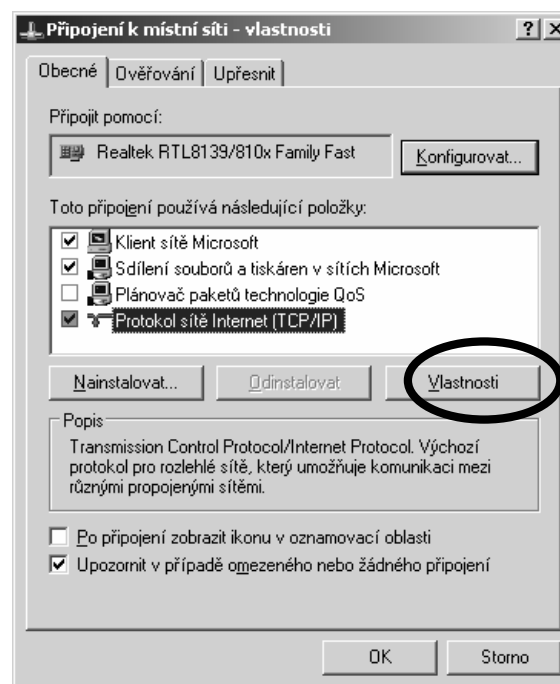 Připojení k místní síti - vlastnosti
Obecné Ověřování Upřesnit
Připojit pomocí:
Realtek RTL8139/810x Family Fast
Konfigurovat...
Toto připojení používá následující položky:
Klient sítě Microsoft
Sdílení souborů a tiskáren v sítích Microsoft
Plánovač paketů technologie QoS
Protokol sítě Internet (TCP/IP)
Nainstalovat... Odinstalovat Vlastnosti
Popis
Transmission Control Protocol/Internet Protocol. Výchozí
protokol pro rozlehlé sítě, který umožňuje komunikaci mezi
různými propojenými sítěmi.
Po připojení zobrazit ikonu v oznamovací oblasti
Upozornit v případě omezeného nebo žádného připojení
OK Storno